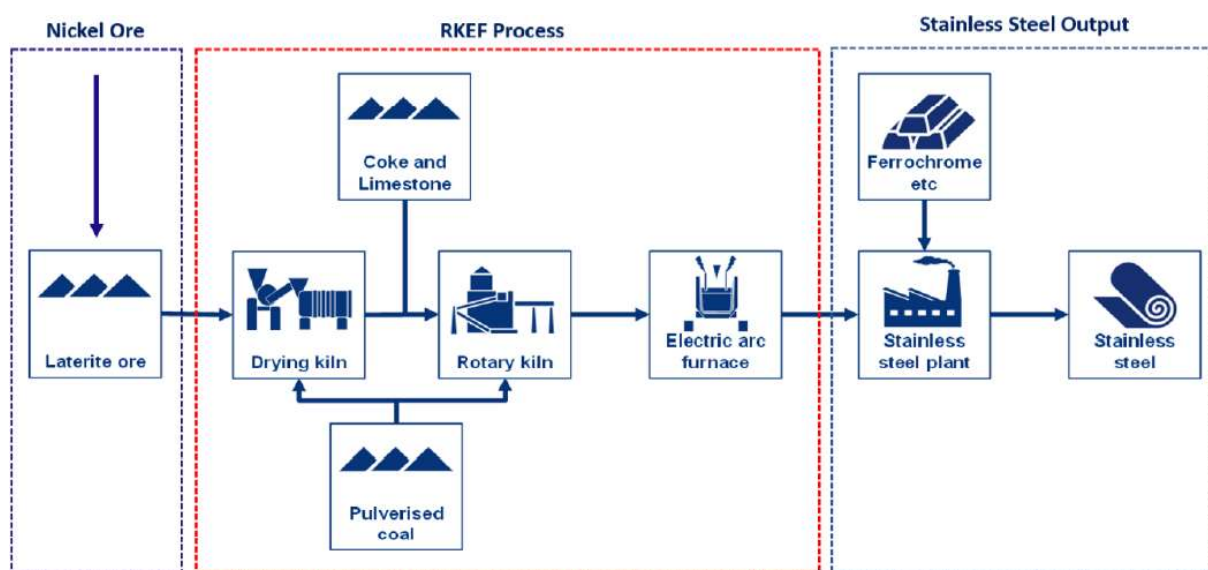 Nickel Ore
RKEF Process
Stainless Steel Output
Coke and
Limestone
Ferrochrome
etc
Laterite ore
Drying kiln
Rotary kiln
Electric arc
furnace
Stainless
steel plant
Stainless
steel
Pulverised
coal